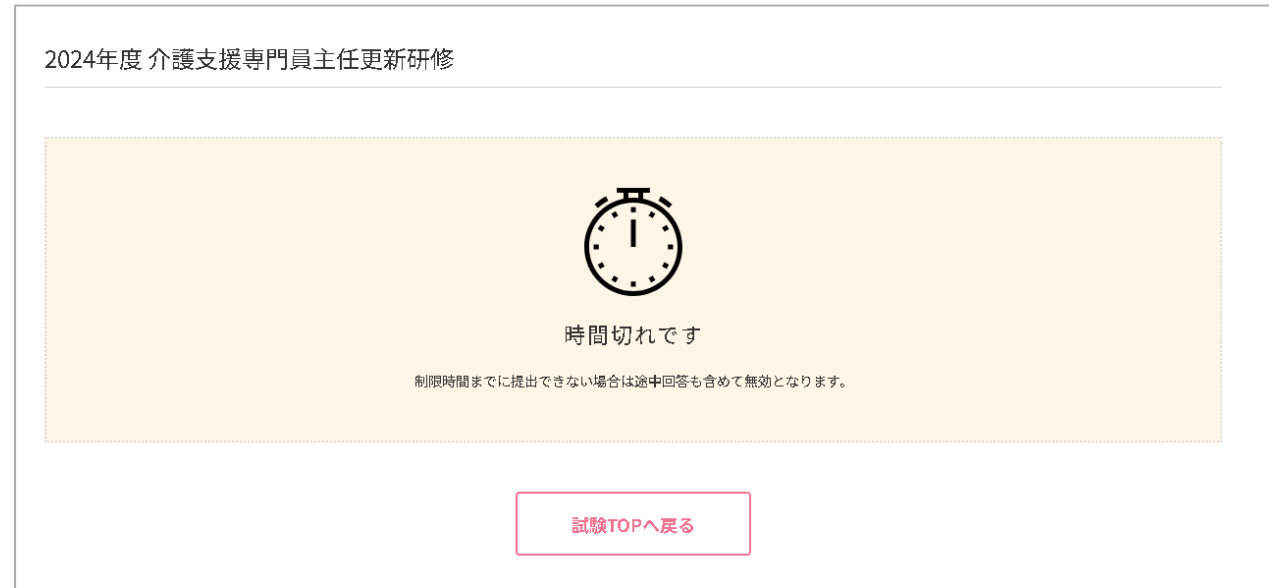 2024年度 介護支援専門員主任更新研修
時間切れです
制限時間までに提出できない場合は途中回答も含めて無効となります。
試験TOPへ戻る